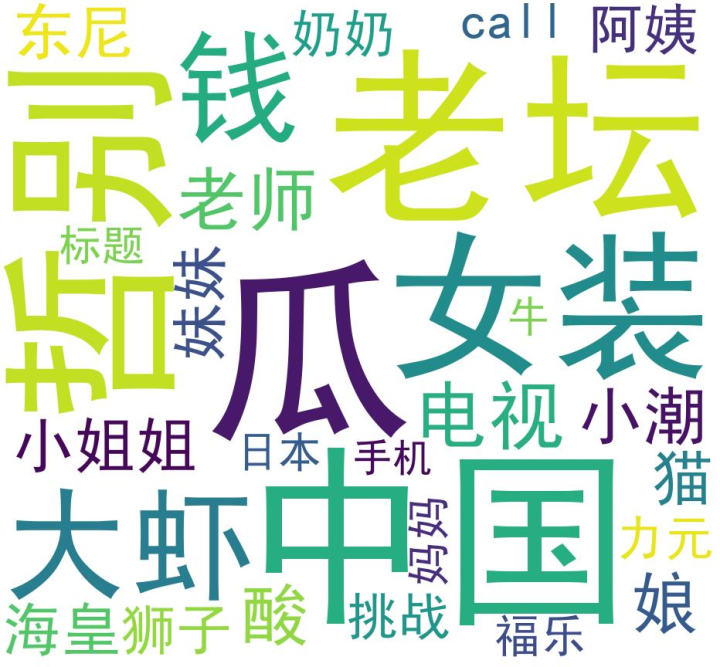 东尼
奶奶
call
阿姨
钱
老坛
哲别
老师
标题
妹妹
瓜
女装
牛
小姐姐
日本
手机
电视
小潮
大虾
中国
妈妈
猫
力元
海皇
狮子
酸
挑战
福乐
娘